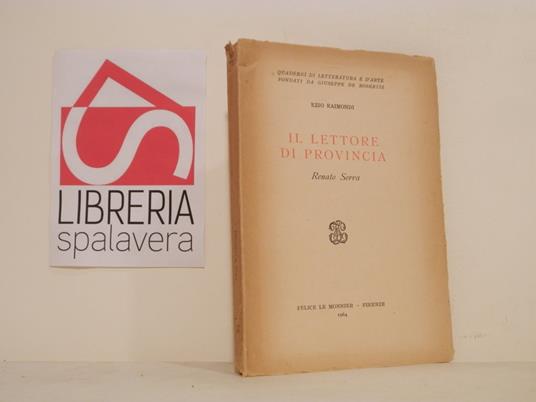 LIBRERIA
spalavera
QUADERNI DI LETTERATURA E D'ARTE
FONDATI DA GIUSEPPE DE ROBERTIS
EZIO RAIMONDI
IL LETTORE
DI PROVINCIA
Renato Serra
FELICE LE MONNIER - FIRENZE
1964